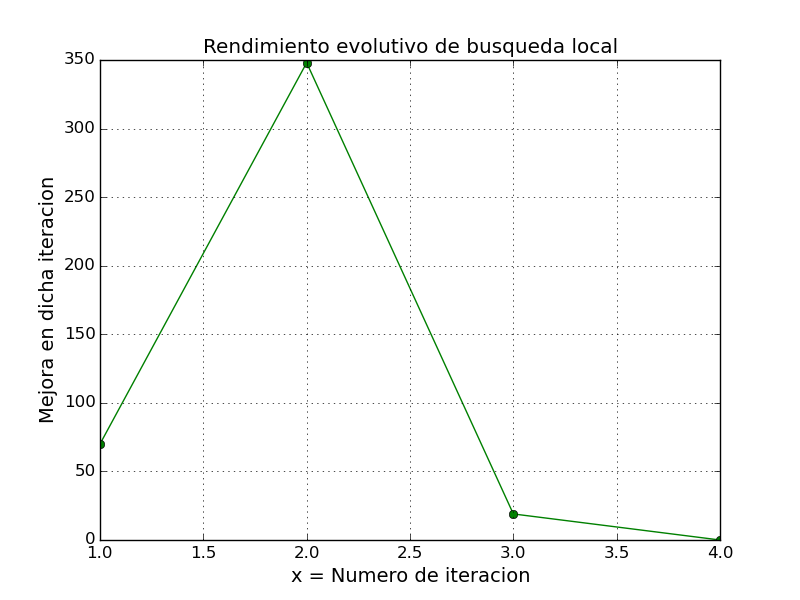 Rendimiento evolutivo de busqueda local
350
300
250
200
150
100
50
0
Mejora en dicha iteracion
1.0 1.5 2.0 2.5 3.0 3.5 4.0
x = Numero de iteracion